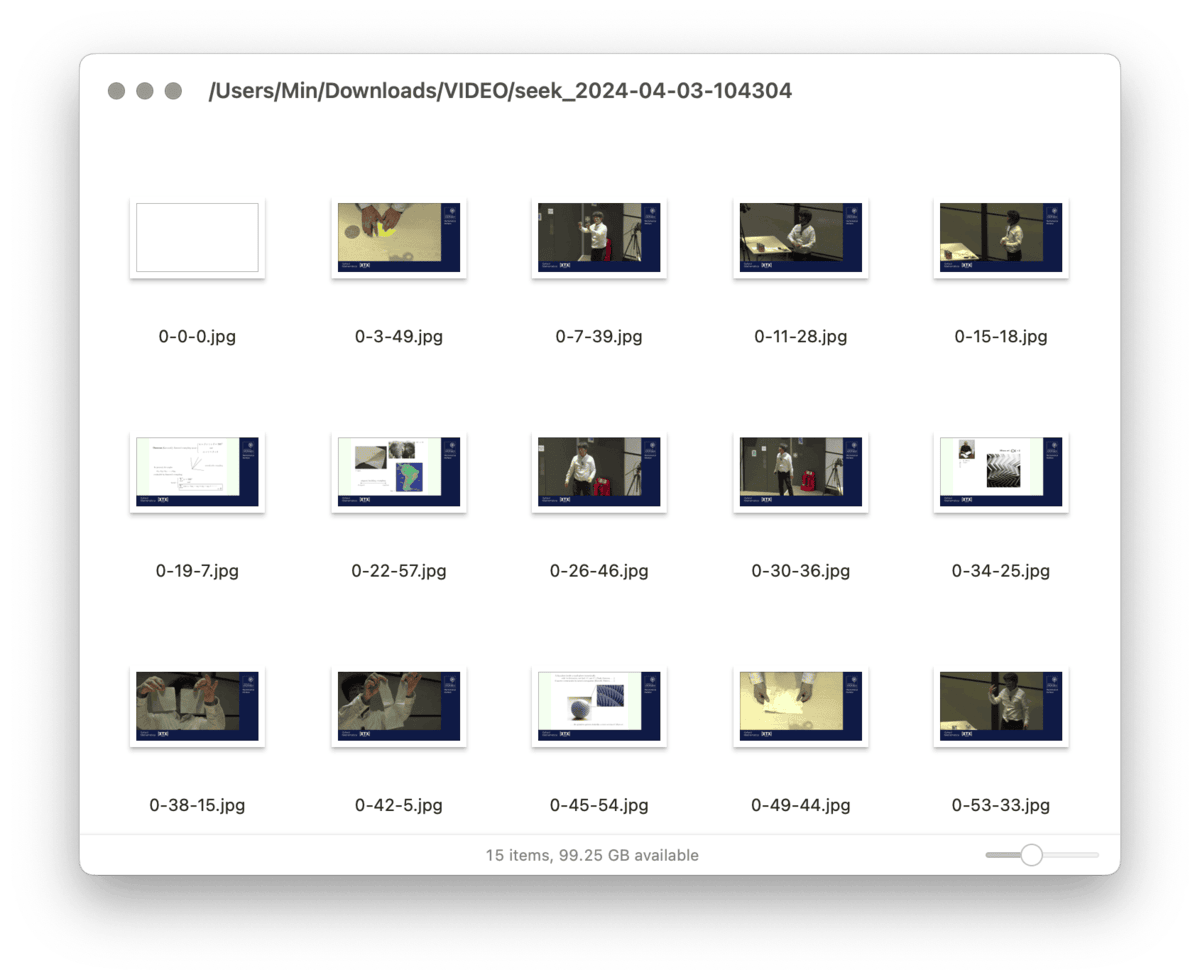 /Users/Min/Downloads/VIDEO/seek_2024-04-03-104304
0-0-0.jpg
0-3-49.jpg
0-7-39.jpg
0-11-28.jpg
0-15-18.jpg
0-19-7.jpg
0-22-57.jpg
0-26-46.jpg
0-30-36.jpg
0-34-25.jpg
0-38-15.jpg
0-42-5.jpg
0-45-54.jpg
0-49-44.jpg
0-53-33.jpg
15 items, 99.25 GB available